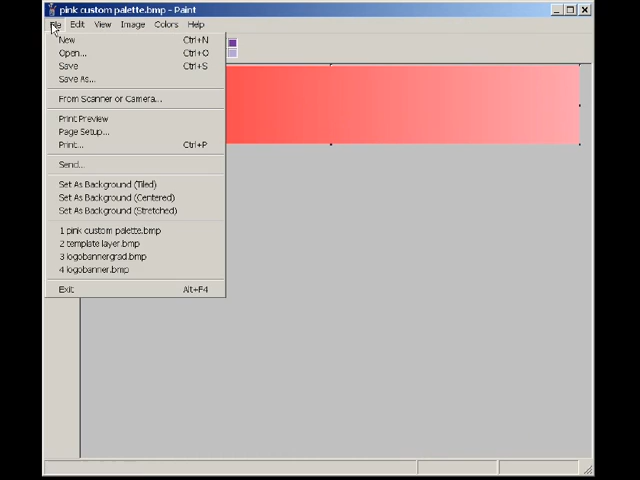 pink custom palette.bmp - Paint
File Edit View Image Colors Help
New Ctrl+N
Open... Ctrl+O
Save Ctrl+S
Save As...
From Scanner or Camera...
Print Preview
Page Setup...
Print... Ctrl+P
Send...
Set As Background (Tiled)
Set As Background (Centered)
Set As Background (Stretched)
1 pink custom palette.bmp
2 template layer.bmp
3 logobannergrad.bmp
4 logobanner.bmp
Exit Alt+F4